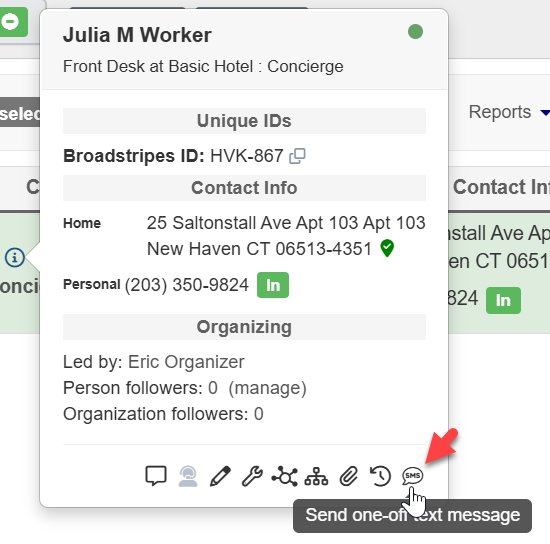 Julia M Worker
Front Desk at Basic Hotel : Concierge
selec
Reports
Unique IDs
Broadstripes ID: HVK-867
Contact Info
C
Contact Inf
Home
25 Saltonstall Ave Apt 103 Apt 103
New Haven CT 06513-4351
nstall Ave Ap
en CT 0651
Personal (203) 350-9824 In
onci
824 In
Organizing
Led by: Eric Organizer
Person followers: 0 (manage)
Organization followers: 0
SMS
Send one-off text message